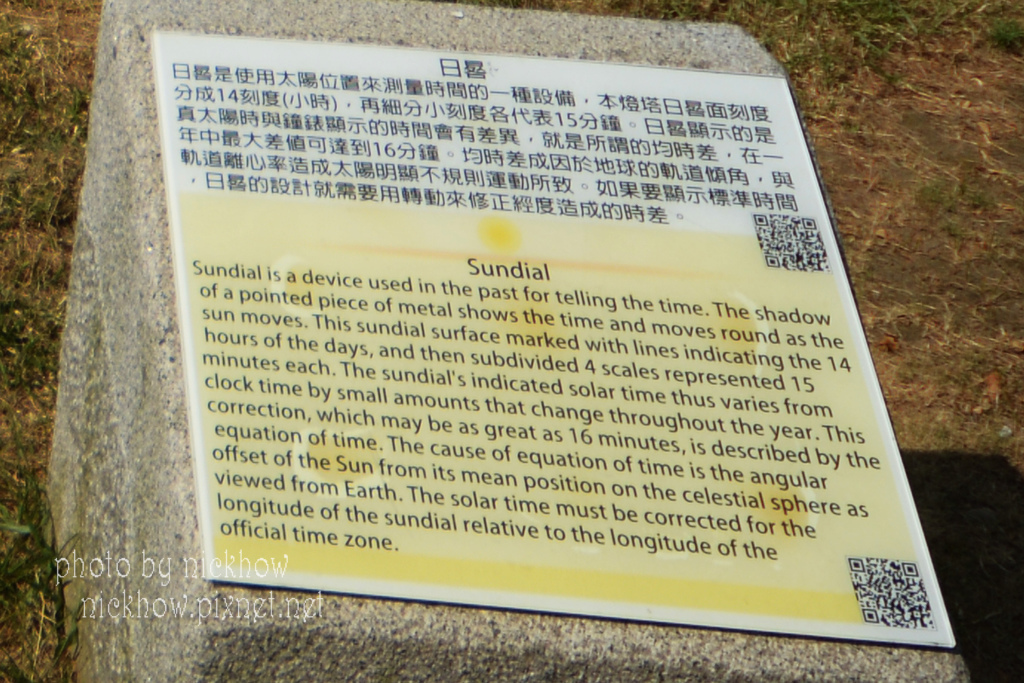 日晷
日晷是使用太陽位置來測量時間的一種設備，本燈塔日晷面刻度
分成14刻度(小時)，再細分小刻度各代表15分鐘。日晷顯示的是
真太陽時與鐘錶顯示的時間會有差異，就是所謂的均時差，在一
年中最大差值可達到16分鐘。均時差成因於地球的軌道傾角，與
軌道離心率造成太陽明顯不規則運動所致。如果要顯示標準時間
，日晷的設計就需要用轉動來修正經度造成的時差。
Sundial
Sundial is a device used in the past for telling the time. The shadow
of a pointed piece of metal shows the time and moves round as the
sun moves. This sundial surface marked with lines indicating the 14
hours of the days, and then subdivided 4 scales represented 15
minutes each. The sundial's indicated solar time thus varies from
clock time by small amounts that change throughout the year. This
correction, which may be as great as 16 minutes, is described by the
equation of time. The cause of equation of time is the angular
offset of the Sun from its mean position on the celestial sphere as
viewed from Earth. The solar time must be corrected for the
longitude of the sundial relative to the longitude of the
official time zone.
photo by nickhow
nickhow.pixnet.net